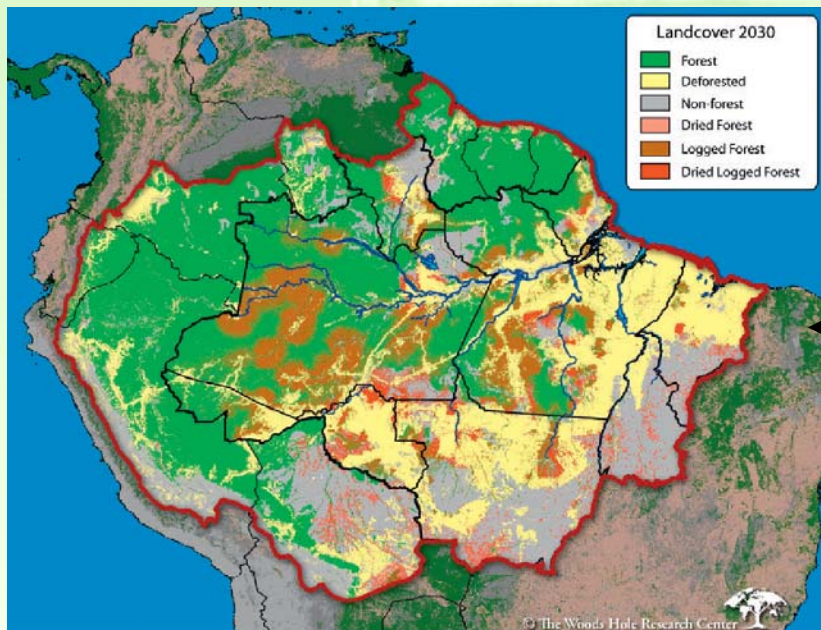 Landcover 2030
Forest
Deforested
Non-forest
Dried Forest
Logged Forest
Dried Logged Forest
© The Woods Hole Research Center